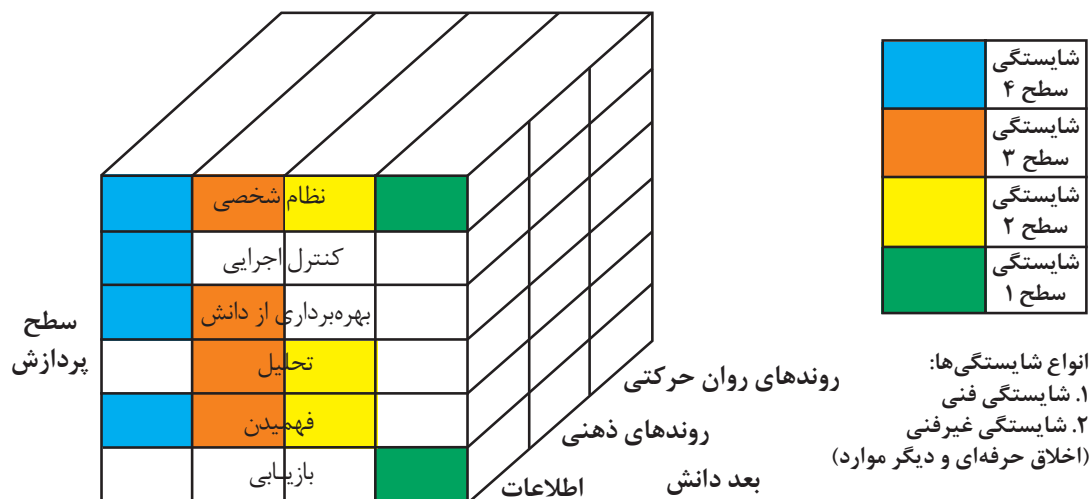 شایستگی
سطح ۴
شایستگی
سطح ۳
شایستگی
سطح ۲
شایستگی
سطح ۱
انواع شایستگی‌ها:
۱. شایستگی فنی
۲. شایستگی غیرفنی
(اخلاق حرفه‌ای و دیگر موارد)
نظام شخصی
کنترل اجرایی
بهره‌برداری از دانش
تحلیل
فهمیدن
بازیابی
روندهای روان حرکتی
روندهای ذهنی
اطلاعات
بعد دانش
سطح
پردازش